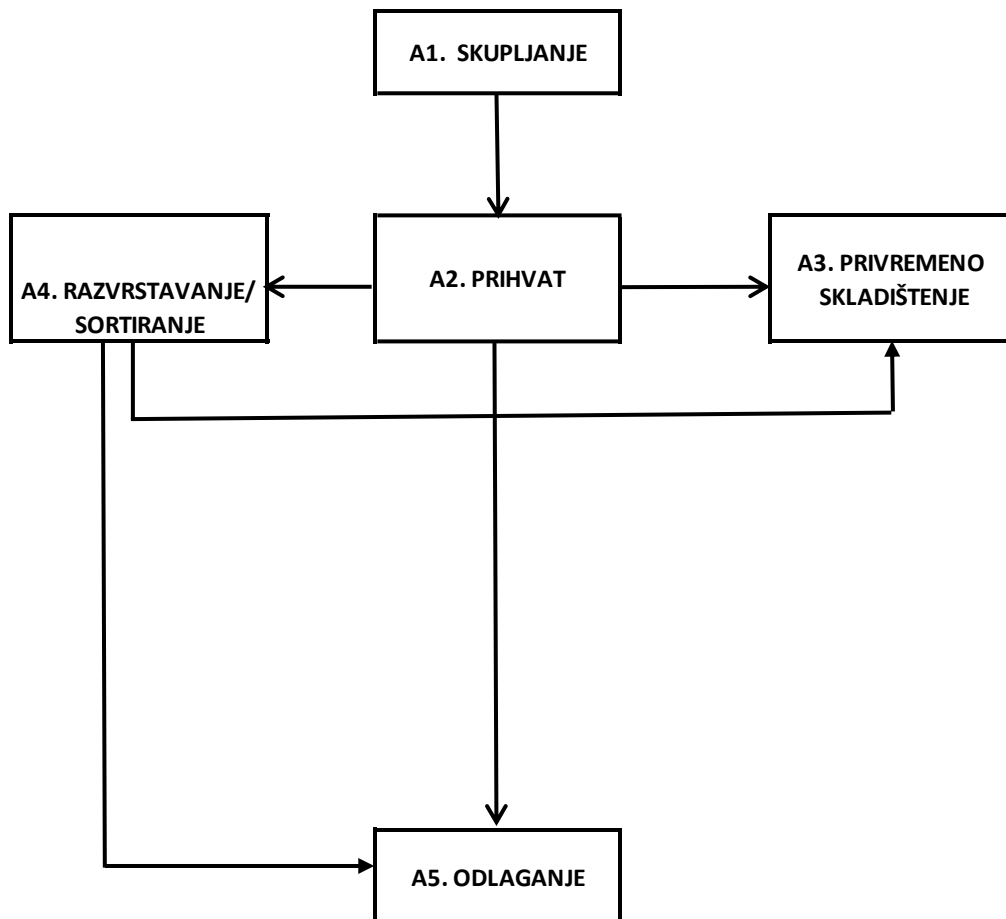 A1. SKUPLJANJE
A4. RAZVRSTAVANJE/
SORTIRANJE
A2. PRIHVAT
A3. PRIVREMENO
SKLADIŠTENJE
A5. ODLAGANJE